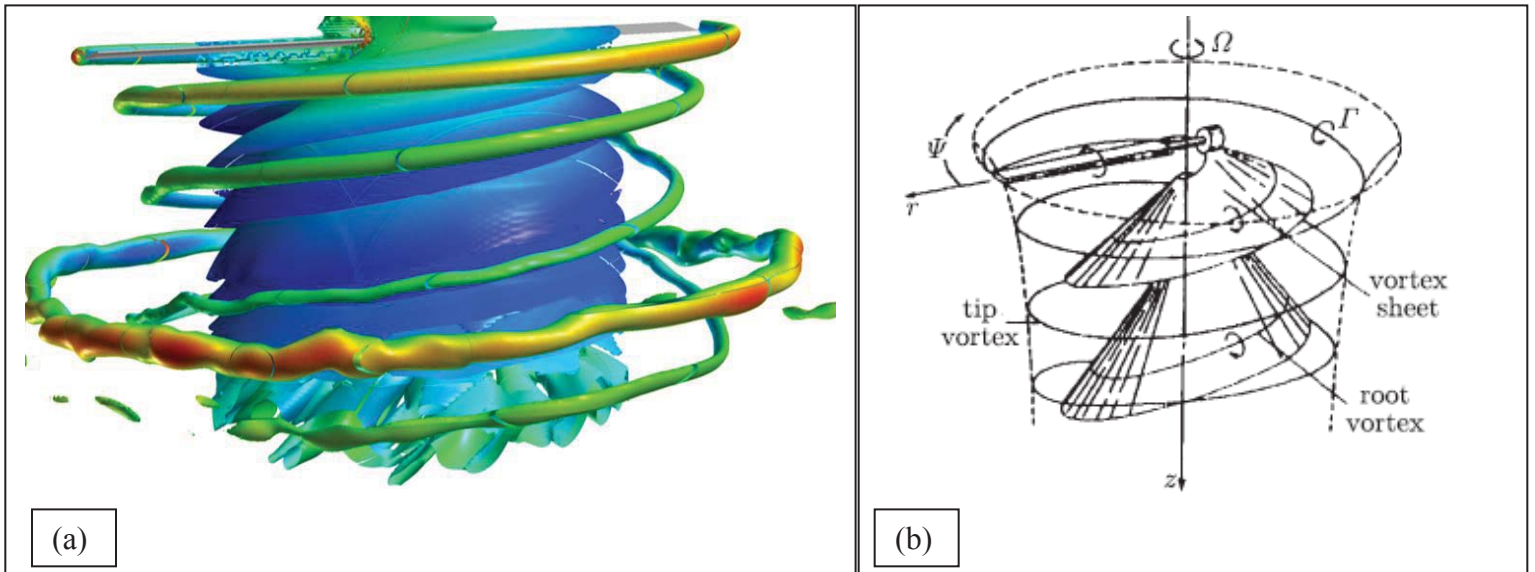 (a)
Ω
Γ
Ψ
r
vortex
sheet
tip
vortex
root
vortex
z
(b)